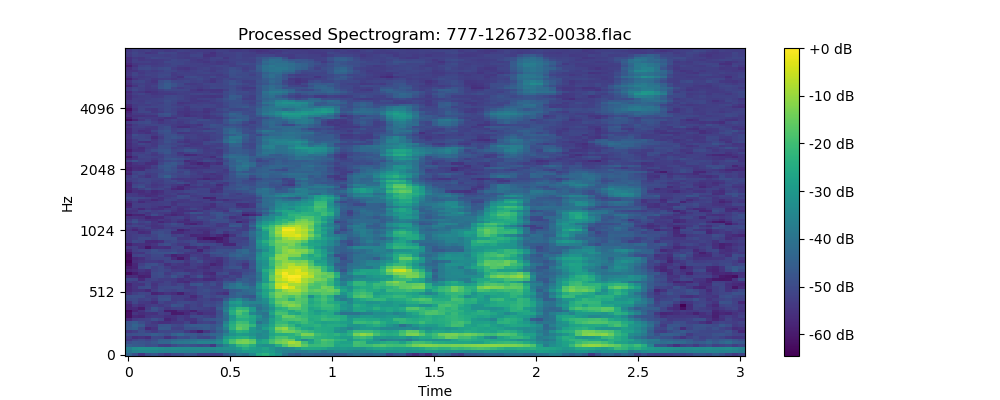 Processed Spectrogram: 777-126732-0038.flac
Hz
4096
2048
1024
512
0
0 0.5 1 1.5 2 2.5 3
Time
+0 dB
-10 dB
-20 dB
-30 dB
-40 dB
-50 dB
-60 dB